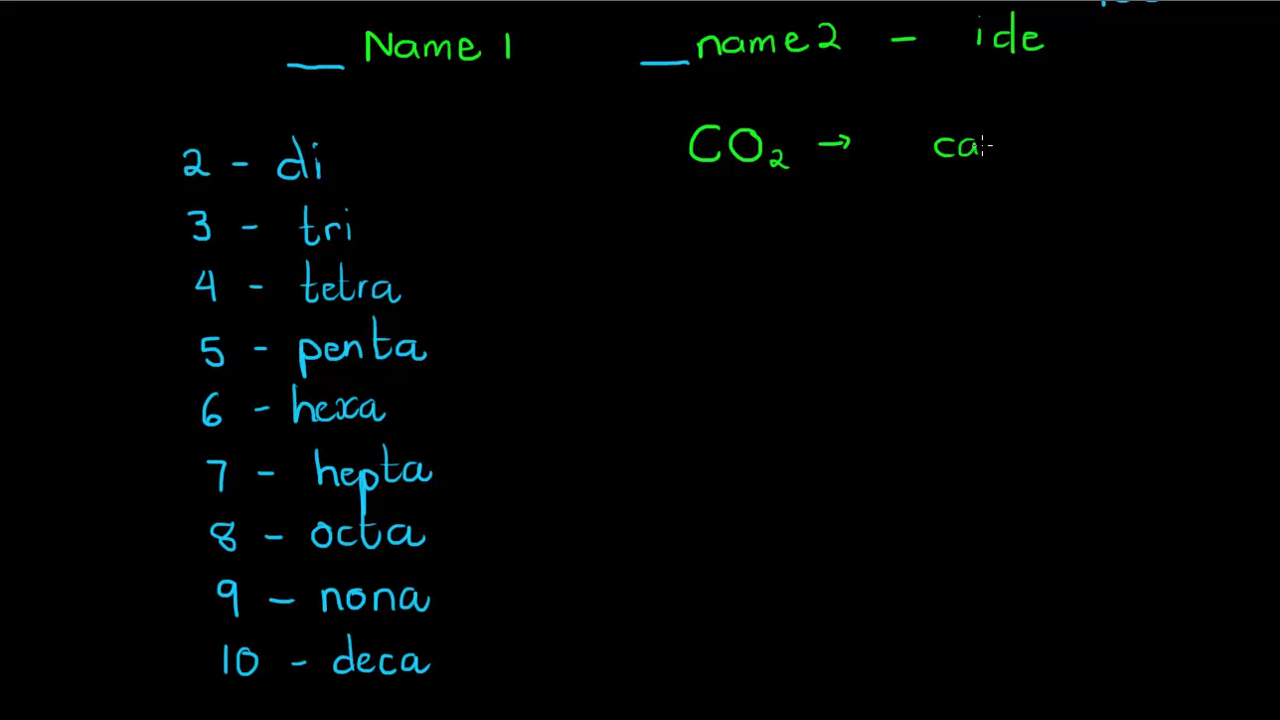 __ Name 1 __ name 2 - ide
CO₂ → ca
2 - di
3 - tri
4 - tetra
5 - penta
6 - hexa
7 - hepta
8 - octa
9 - nona
10 - deca